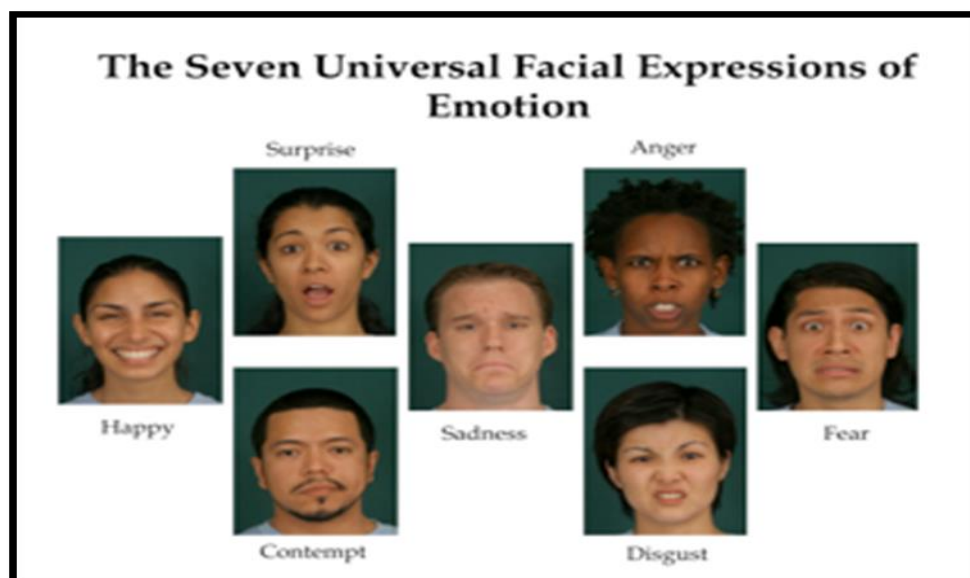 The Seven Universal Facial Expressions of
Emotion
Surprise
Anger
Happy
Sadness
Fear
Contempt
Disgust